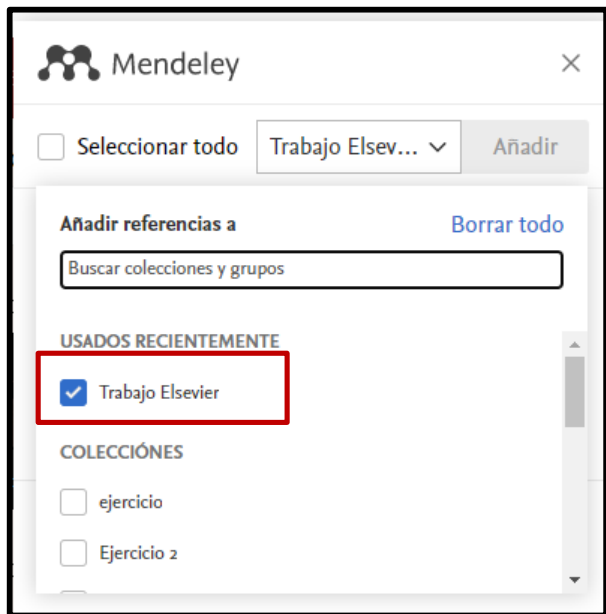 Mendeley
Seleccionar todo Trabajo Elsev... Añadir
Añadir referencias a Borrar todo
Buscar colecciones y grupos
USADOS RECIENTEMENTE
Trabajo Elsevier
COLECCIÓNES
ejercicio
Ejercicio 2